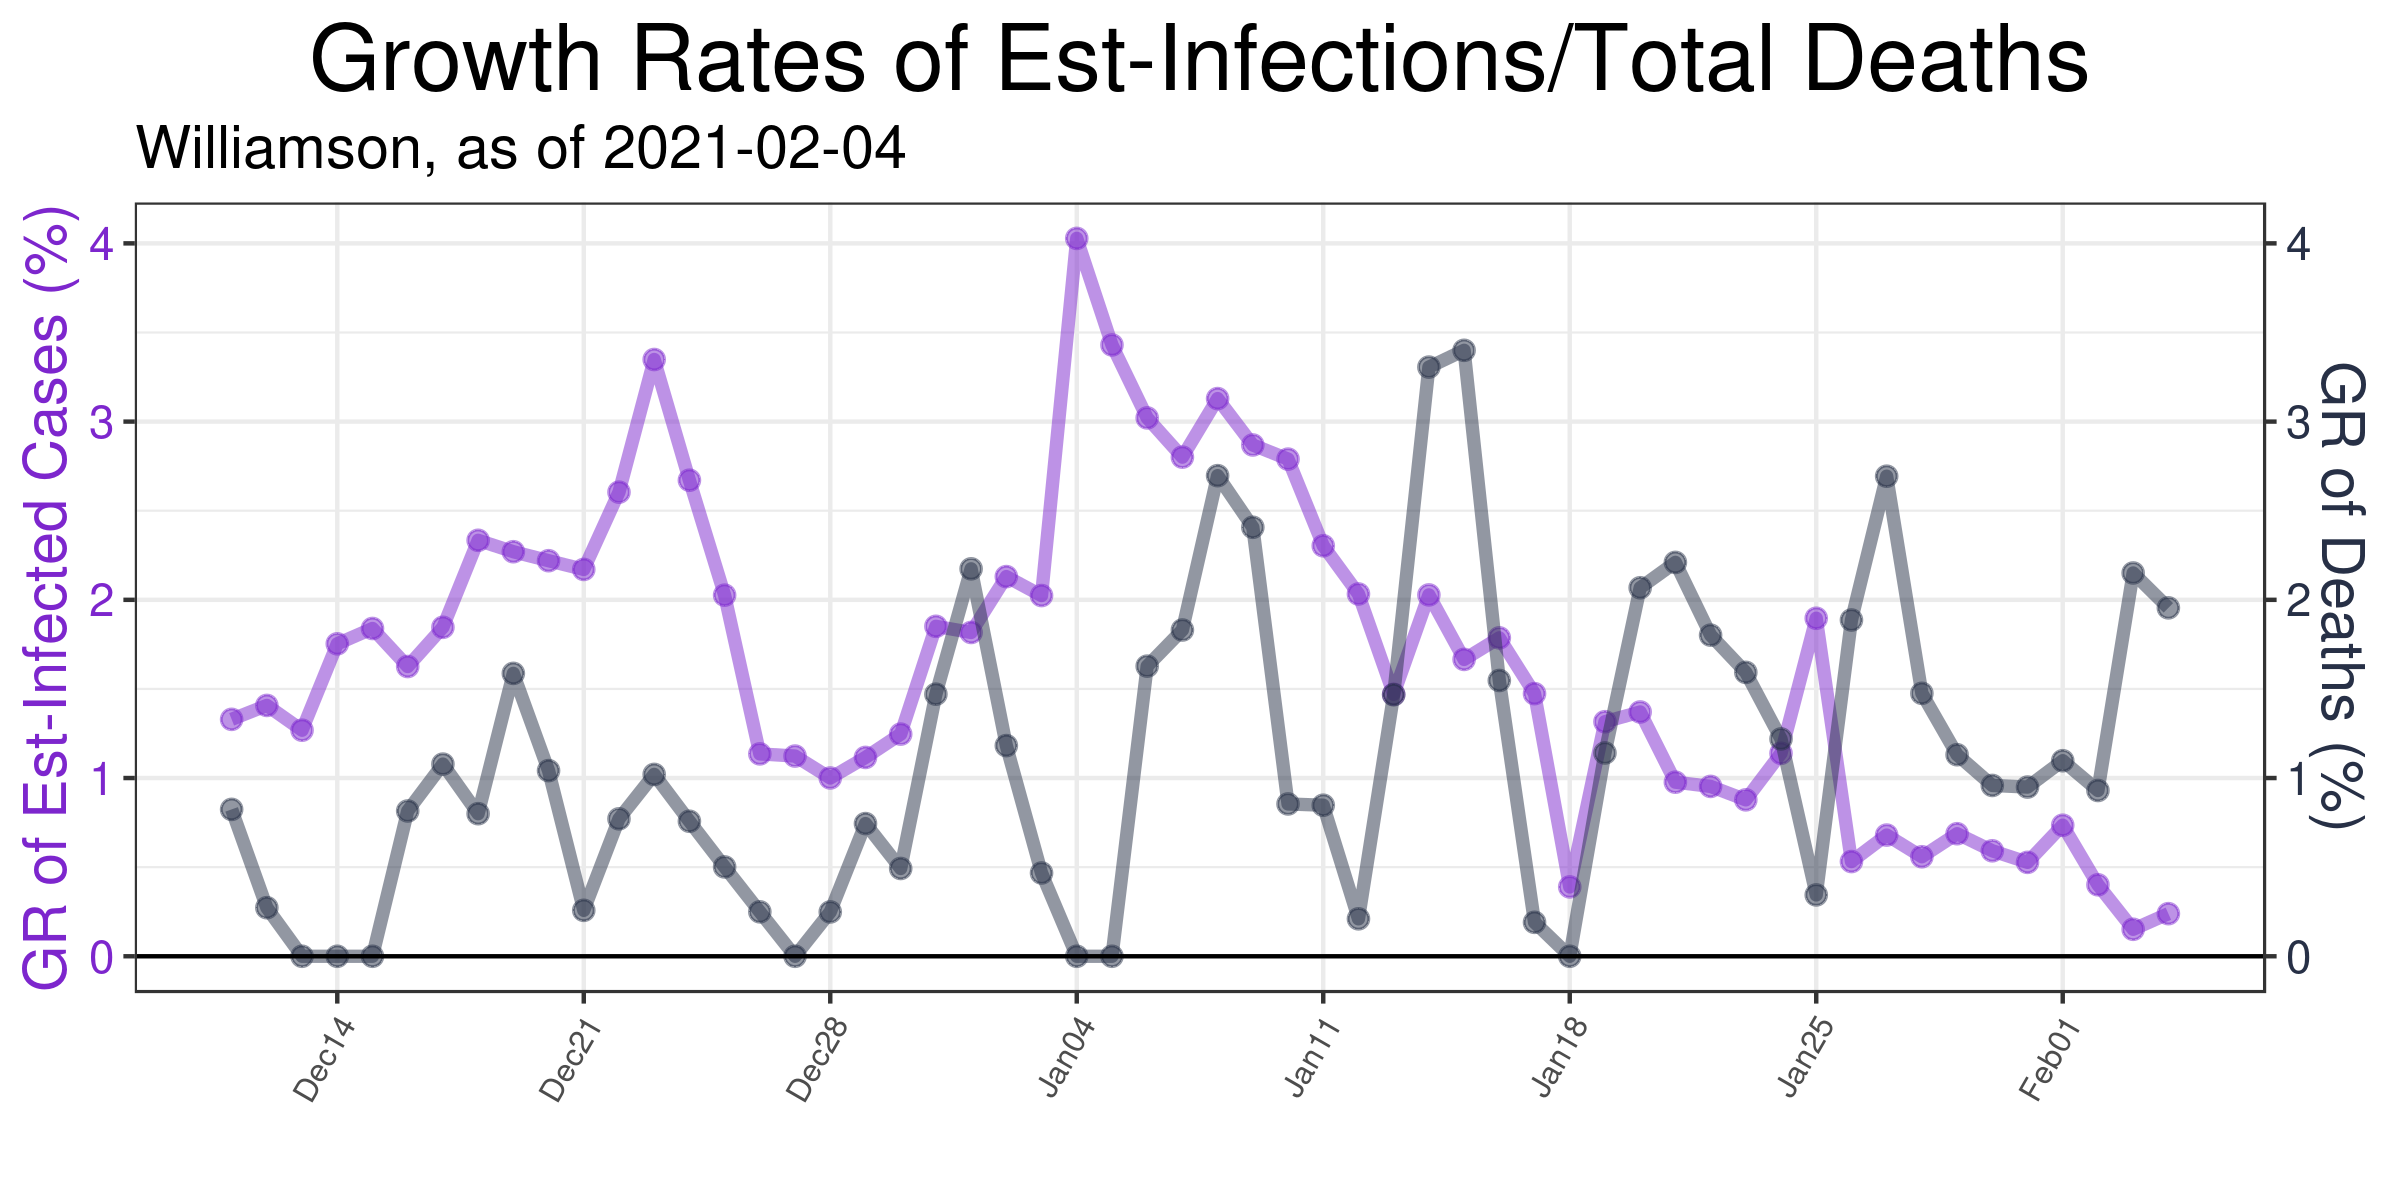 Growth Rates of Est-Infections/Total Deaths
Williamson, as of 2021-02-04
GR of Est-Infected Cases (%)
4
3
2
1
0
4
3
2
1
0
GR of Deaths (%)
Dec14
Dec21
Dec28
Jan04
Jan11
Jan18
Jan25
Feb01